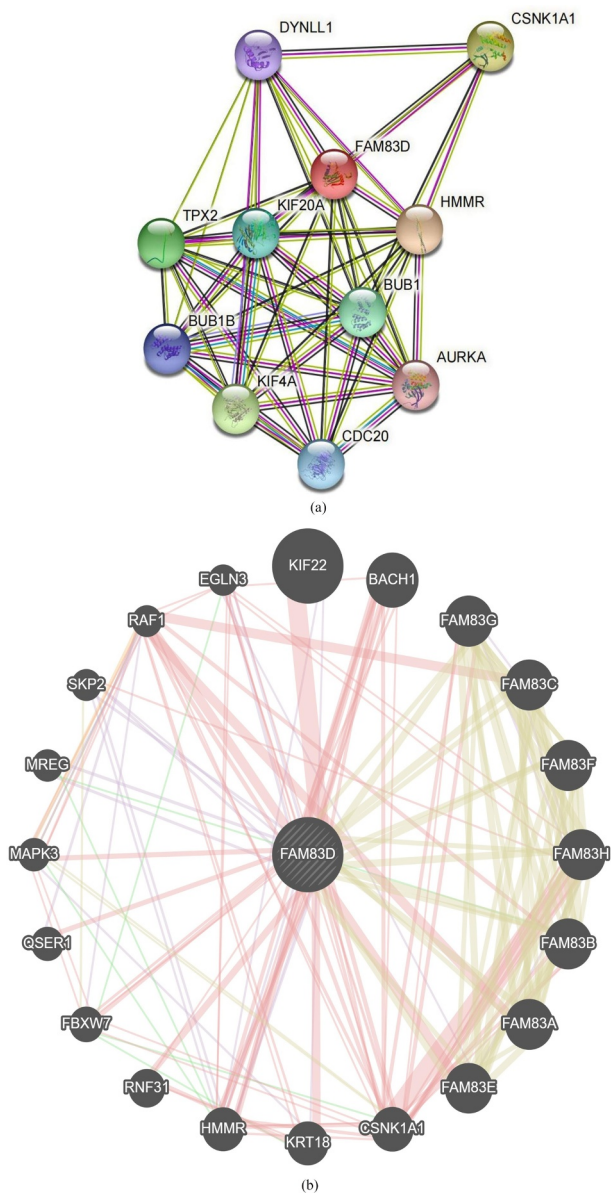 DYNLL1
CSNK1A1
FAM83D
TPX2
KIF20A
HMMR
BUB1
BUB1B
AURKA
KIF4A
CDC20
(a)
KIF22
EGLN3
BACH1
RAF1
FAM83G
SKP2
FAM83C
MREG
FAM83F
MAPK3
FAM83D
FAM83H
QSER1
FAM83B
FBXW7
FAM83A
RNF31
FAM83E
HMMR
KRT18
CSNK1A1
(b)